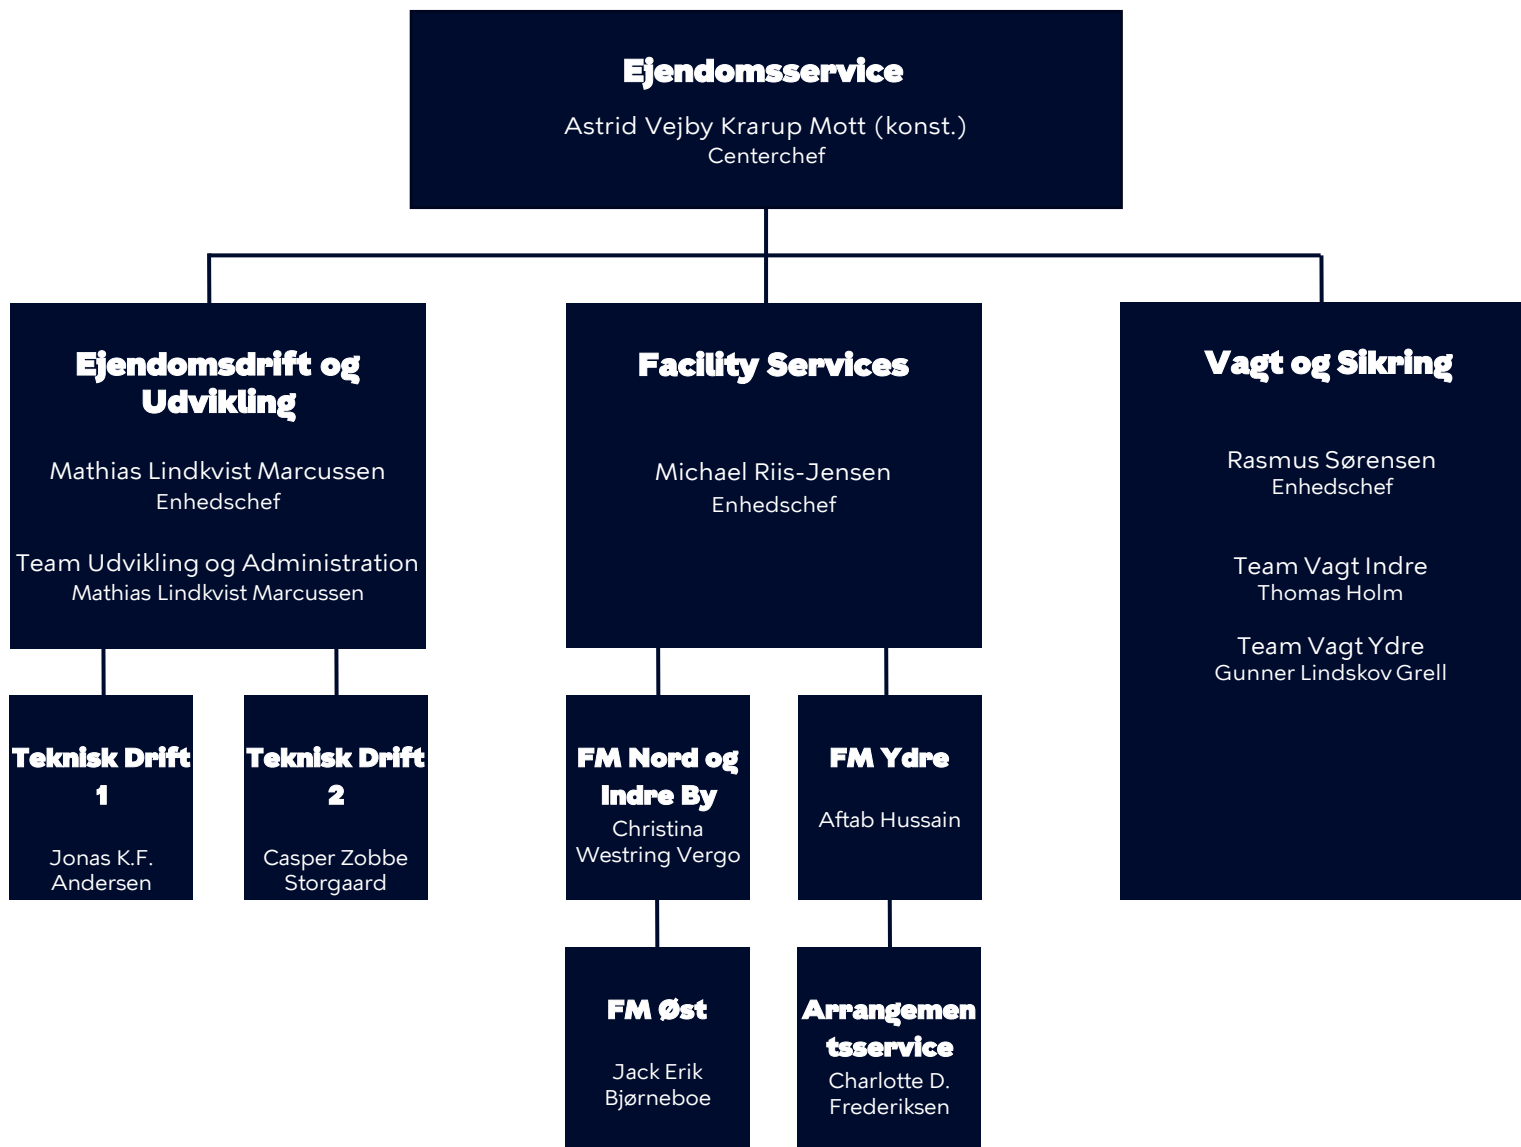 Ejendomsservice
Astrid Vejby Krarup Mott (konst.)
Centerchef
Ejendomsdrift og
Udvikling
Mathias Lindkvist Marcussen
Enhedschef
Team Udvikling og Administration
Mathias Lindkvist Marcussen
Facility Services
Michael Riis-Jensen
Enhedschef
Vagt og Sikring
Rasmus Sørensen
Enhedschef
Team Vagt Indre
Thomas Holm
Team Vagt Ydre
Gunner Lindskov Grell
Teknisk Drift
1
Jonas K.F.
Andersen
Teknisk Drift
2
Casper Zobbe
Storgaard
FM Nord og
Indre By
Christina
Westring Vergo
FM Ydre
Aftab Hussain
FM Øst
Jack Erik
Bjørneboe
Arrangemen
tsservice
Charlotte D.
Frederiksen